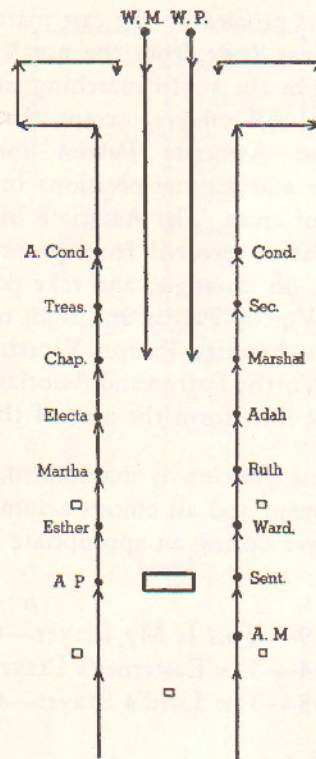 W. M. W. P.
A. Cond. Cond.
Treas. Sec.
Chap. Marshal
Electa Adah
Martha Ruth
Esther Ward.
A P Sent.
A. M